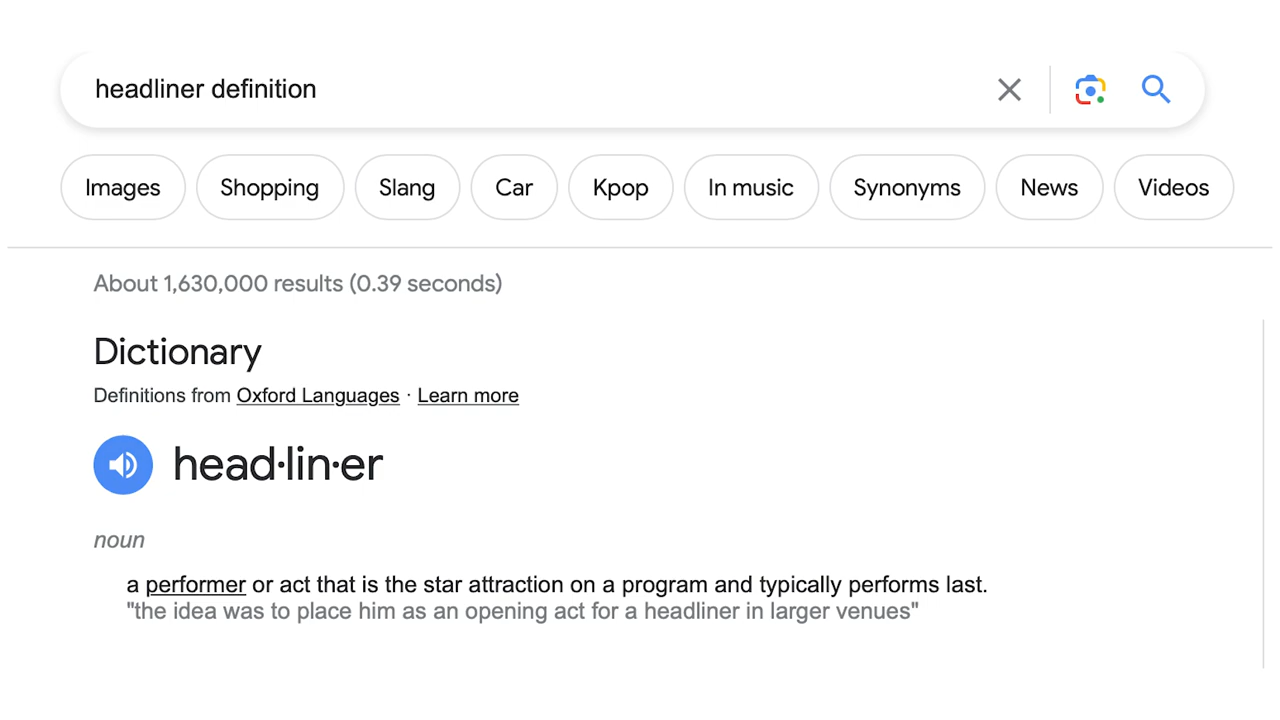 headliner definition
Images Shopping Slang Car Kpop In music Synonyms News Videos
About 1,630,000 results (0.39 seconds)
Dictionary
Definitions from Oxford Languages · Learn more
head·lin·er
noun
a performer or act that is the star attraction on a program and typically performs last.
"the idea was to place him as an opening act for a headliner in larger venues"